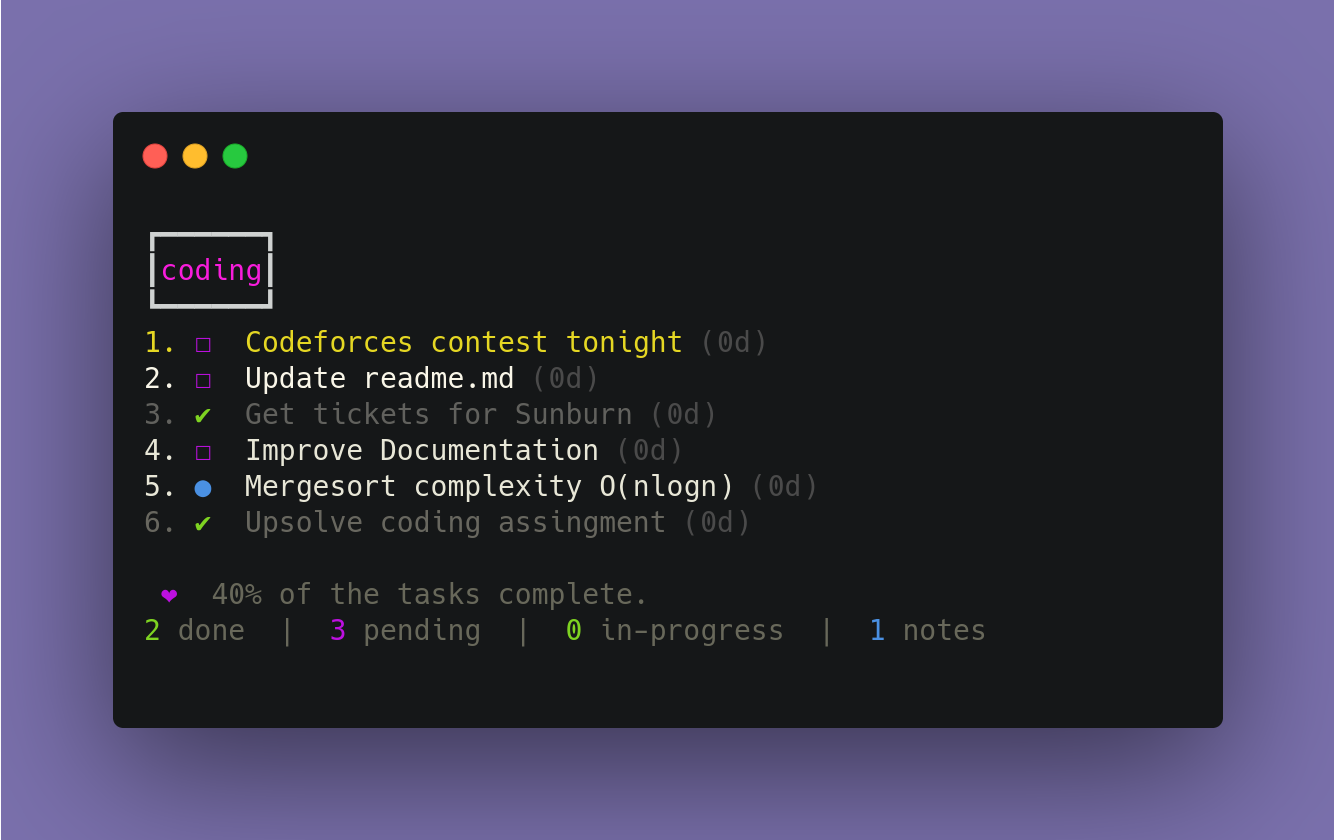 coding
1. □ Codeforces contest tonight (0d)
2. □ Update readme.md (0d)
3. ✔ Get tickets for Sunburn (0d)
4. □ Improve Documentation (0d)
5. ● Mergesort complexity O(nlogn) (0d)
6. ✔ Upsolve coding assingment (0d)
❤ 40% of the tasks complete.
2 done | 3 pending | 0 in-progress | 1 notes